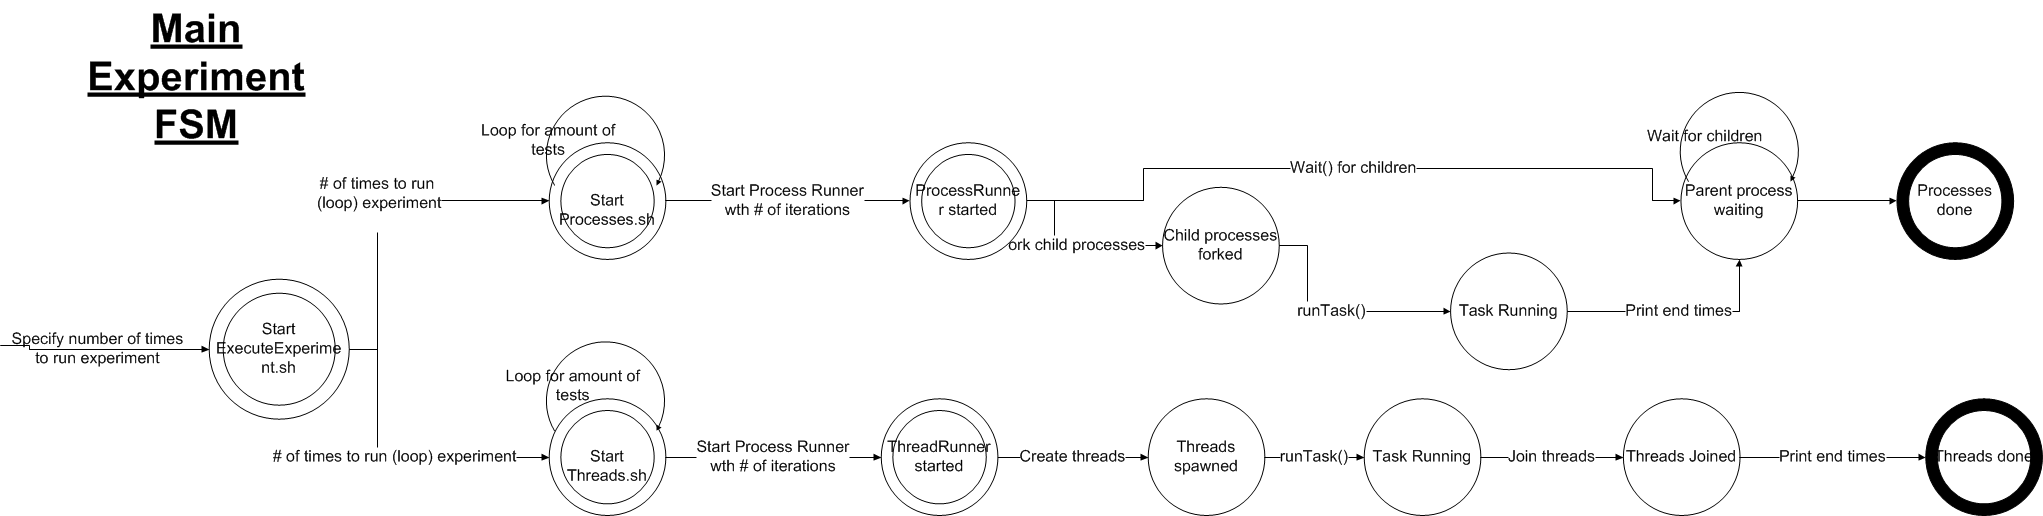 Main
Experiment
FSM
Specify number of times
to run experiment
Start
ExecuteExperime
nt.sh
# of times to run
(loop) experiment
Loop for amount of
tests
Start
Processes.sh
Start Process Runner
wth # of iterations
ProcessRunne
r started
Wait() for children
ork child processes
Child processes
forked
runTask()
Task Running
Print end times
Wait for children
Parent process
waiting
Processes
done
# of times to run (loop) experiment
Loop for amount of
tests
Start
Threads.sh
Start Process Runner
wth # of iterations
ThreadRunner
started
Create threads
Threads
spawned
runTask()
Task Running
Join threads
Threads Joined
Print end times
Threads done